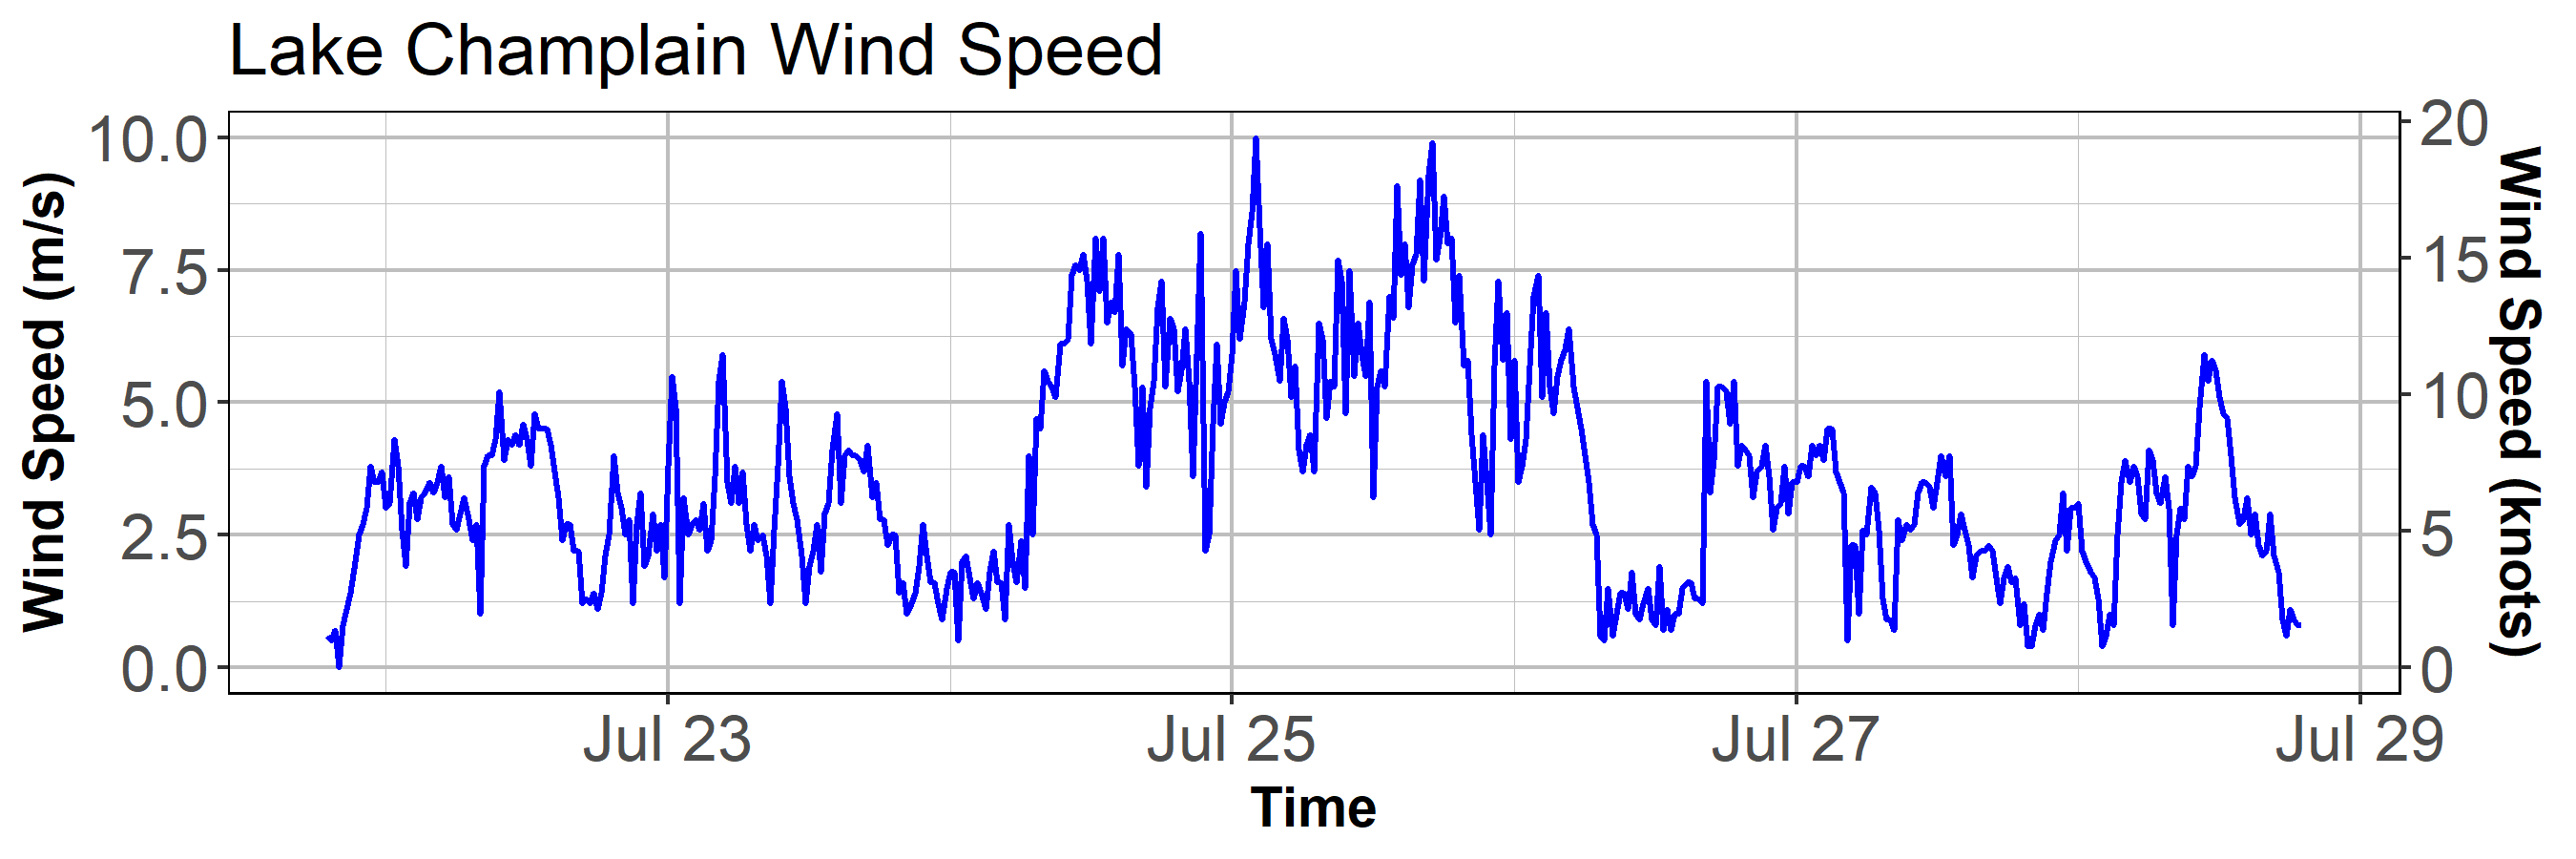 Lake Champlain Wind Speed
Wind Speed (m/s)
10.0
7.5
5.0
2.5
0.0
20
15
10
5
0
Wind Speed (knots)
Jul 23
Jul 25
Jul 27
Jul 29
Time